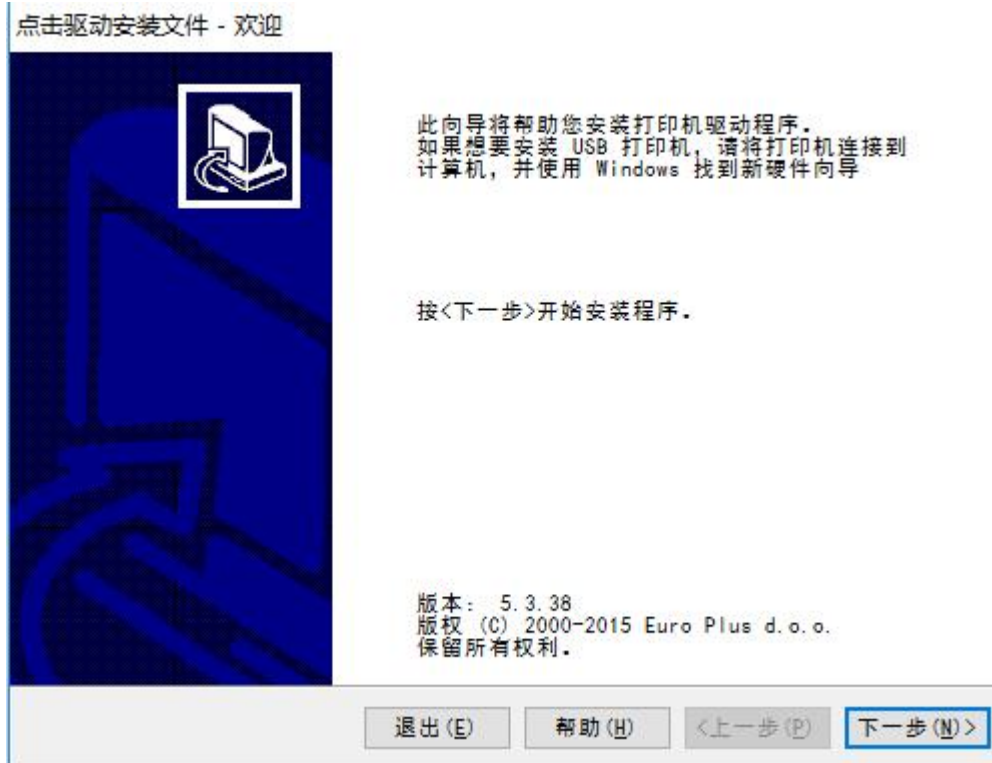 点击驱动安装文件 - 欢迎
此向导将帮助您安装打印机驱动程序.
如果想要安装 USB 打印机, 请将打印机连接到
计算机, 并使用 Windows 找到新硬件向导
按<下一步>开始安装程序.
版本: 5.3.38
版权 (C) 2000-2015 Euro Plus d.o.o.
保留所有权利.
退出(E) 帮助(H) <上一步(P) 下一步(N)>